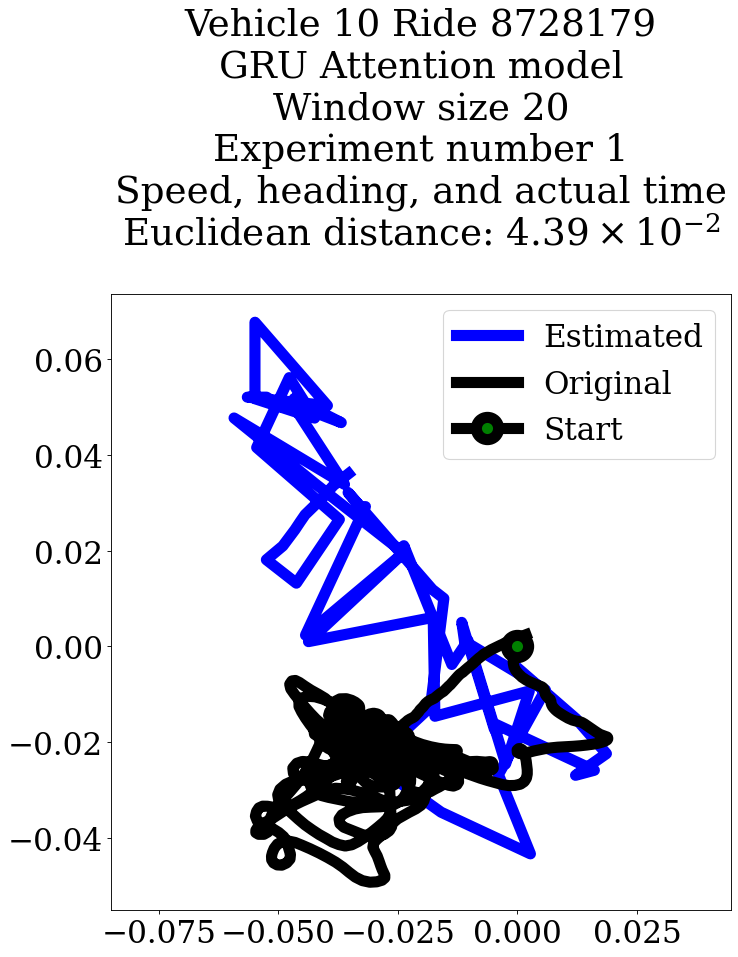 Vehicle 10 Ride 8728179
GRU Attention model
Window size 20
Experiment number 1
Speed, heading, and actual time
Euclidean distance: 4.39 × 10⁻²
Estimated
Original
Start
0.06
0.04
0.02
0.00
−0.02
−0.04
−0.075 −0.050 −0.025 0.000 0.025